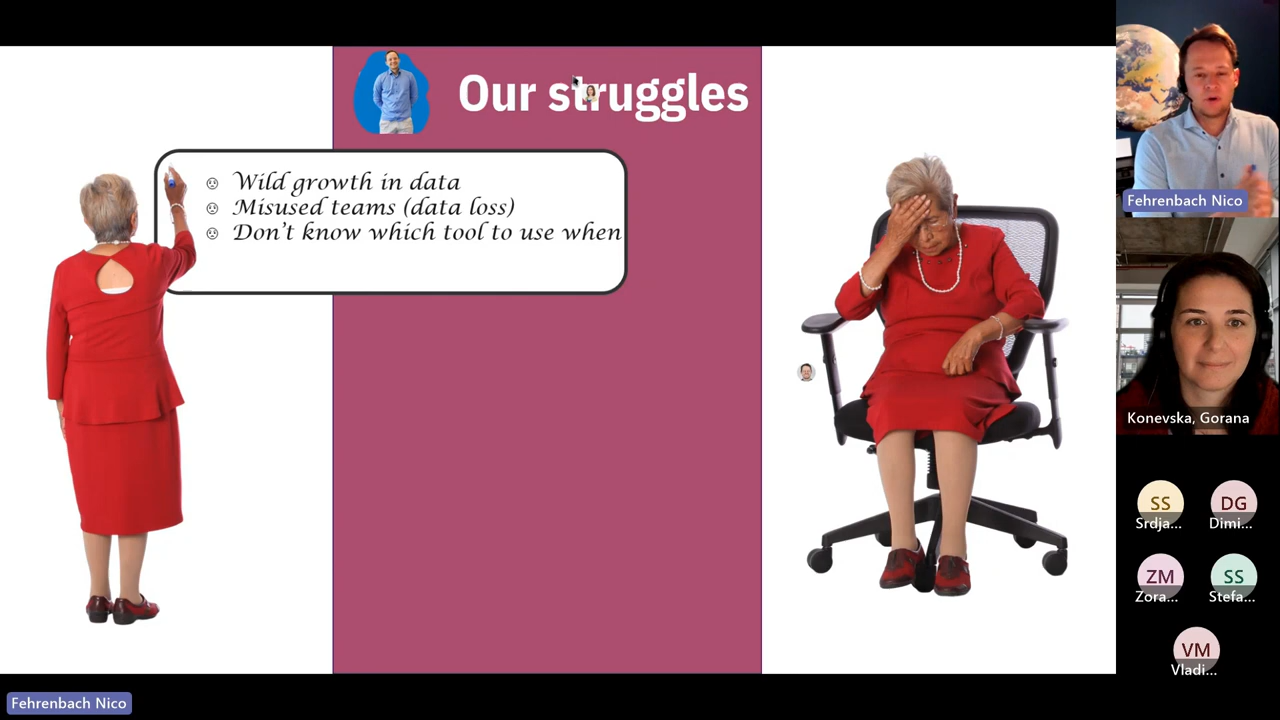 Our struggles
Wild growth in data
Misused teams (data loss)
Don't know which tool to use when
Fehrenbach Nico
Konevska, Gorana
SS
Srdja...
DG
Dimi...
ZM
Zora...
SS
Stefa...
VM
Vladi...
Fehrenbach Nico